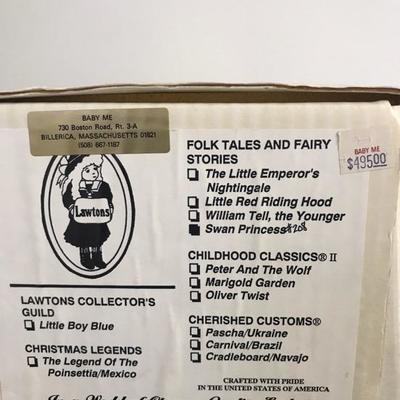 BABY ME
730 Boston Road, Rt. 3-A
BILLERICA, MASSACHUSETTS 01821
(508) 667-1187
Lawtons
LAWTONS COLLECTOR'S
GUILD
Little Boy Blue
CHRISTMAS LEGENDS
The Legend Of The
Poinsettia/Mexico
BABY ME
$495.00
FOLK TALES AND FAIRY
STORIES
The Little Emperor's
Nightingale
Little Red Riding Hood
William Tell, the Younger
Swan Princess #208
CHILDHOOD CLASSICS® II
Peter And The Wolf
Marigold Garden
Oliver Twist
CHERISHED CUSTOMS®
Pascha/Ukraine
Carnival/Brazil
Cradleboard/Navajo
CRAFTED WITH PRIDE
IN THE UNITED STATES OF AMERICA